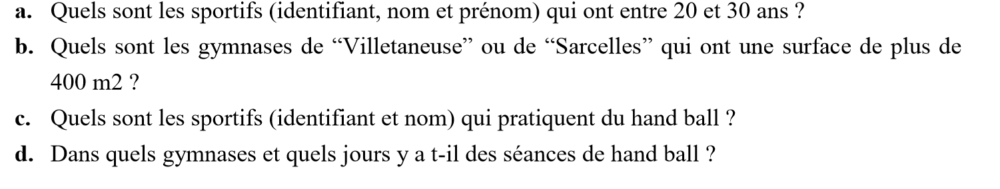 a. Quels sont les sportifs (identifiant, nom et prénom) qui ont entre 20 et 30 ans ?
b. Quels sont les gymnases de “Villetaneuse” ou de “Sarcelles” qui ont une surface de plus de
400 m2 ?
c. Quels sont les sportifs (identifiant et nom) qui pratiquent du hand ball ?
d. Dans quels gymnases et quels jours y a t-il des séances de hand ball ?